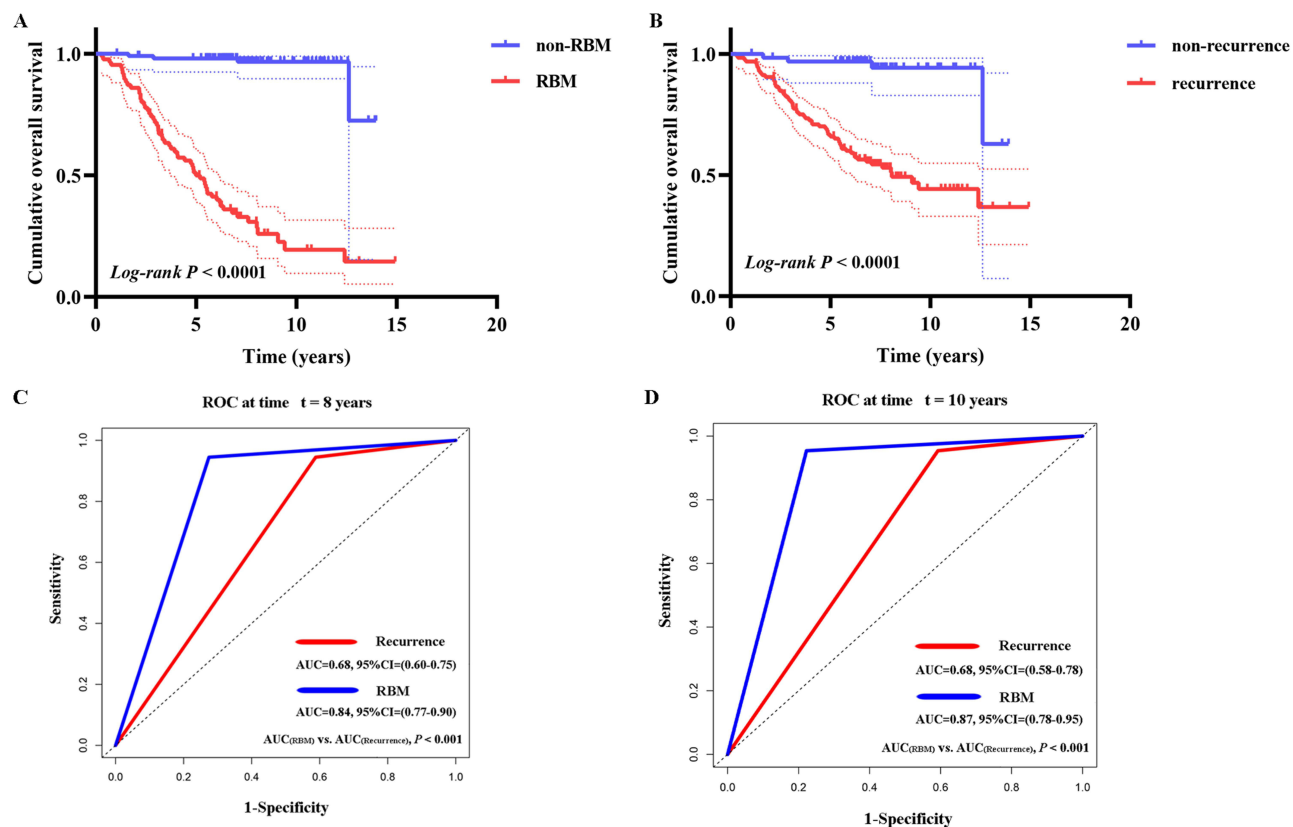 A
Cumulative overall survival
1.0
0.5
0.0
0
5
10
15
20
Time (years)
non-RBM
RBM
Log-rank P < 0.0001
B
Cumulative overall survival
1.0
0.5
0.0
0
5
10
15
20
Time (years)
non-recurrence
recurrence
Log-rank P < 0.0001
C
ROC at time t = 8 years
Sensitivity
1.0
0.8
0.6
0.4
0.2
0.0
0.0
0.2
0.4
0.6
0.8
1.0
1-Specificity
Recurrence
AUC=0.68, 95%CI=(0.60-0.75)
RBM
AUC=0.84, 95%CI=(0.77-0.90)
AUC(RBM) vs. AUC(Recurrence), P < 0.001
D
ROC at time t = 10 years
Sensitivity
1.0
0.8
0.6
0.4
0.2
0.0
0.0
0.2
0.4
0.6
0.8
1.0
1-Specificity
Recurrence
AUC=0.68, 95%CI=(0.58-0.78)
RBM
AUC=0.87, 95%CI=(0.78-0.95)
AUC(RBM) vs. AUC(Recurrence), P < 0.001